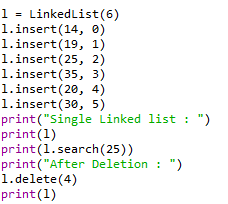 l = LinkedList(6)
l.insert(14, 0)
l.insert(19, 1)
l.insert(25, 2)
l.insert(35, 3)
l.insert(20, 4)
l.insert(30, 5)
print("Single Linked list : ")
print(l)
print(l.search(25))
print("After Deletion : ")
l.delete(4)
print(l)